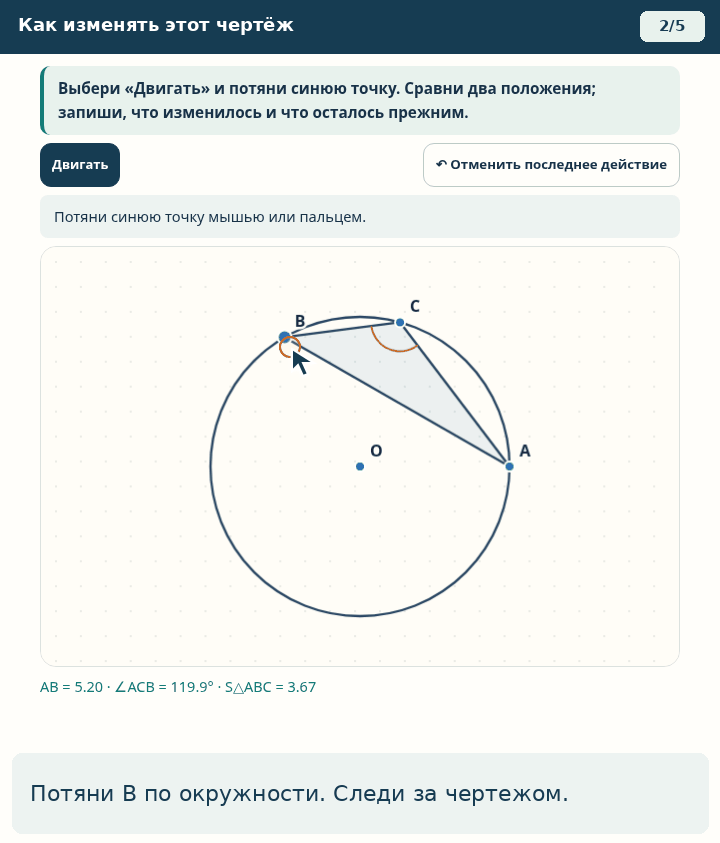 Как изменять этот чертёж
2/5
Выбери «Двигать» и потяни синюю точку. Сравни два положения;
запиши, что изменилось и что осталось прежним.
Двигать
↶ Отменить последнее действие
Потяни синюю точку мышью или пальцем.
B
C
O
A
AB = 5.20 · ∠ACB = 119.9° · S△ABC = 3.67
Потяни B по окружности. Следи за чертежом.